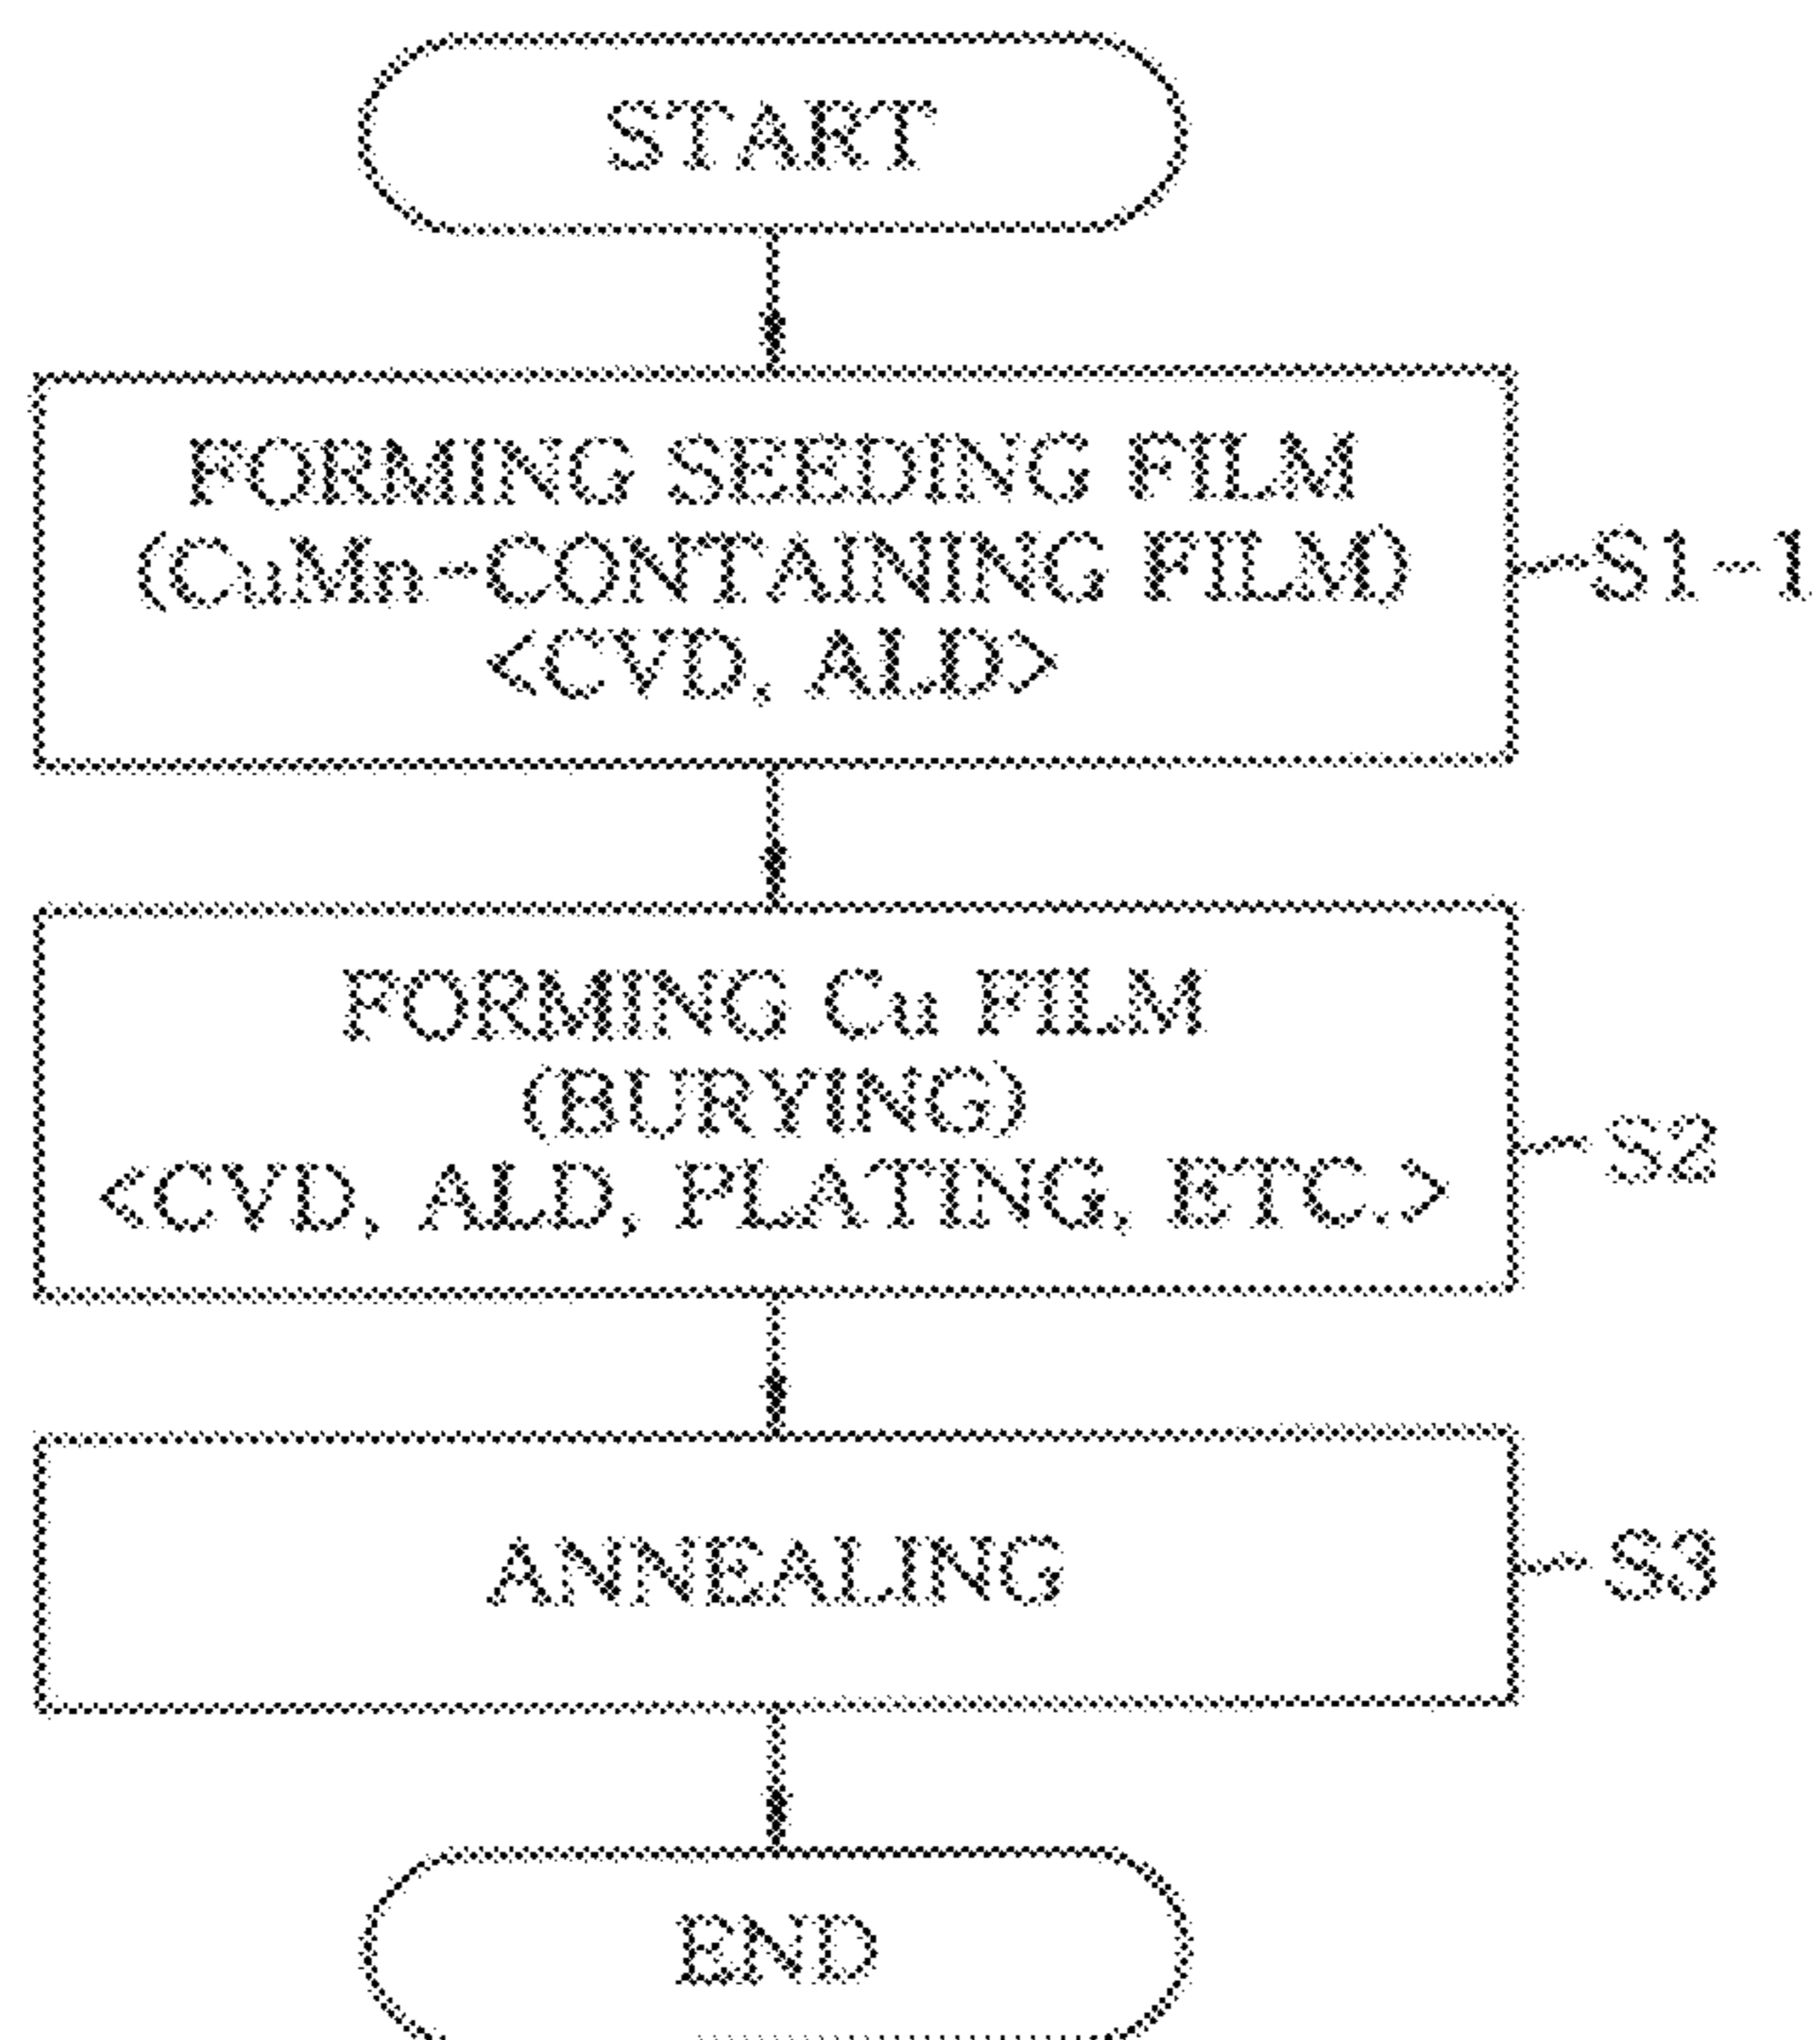 START
FORMING SEEDING FILM
(CuMn-CONTAINING FILM)
<CVD, ALD>
S1-1
FORMING Cu FILM
(BURYING)
<CVD, ALD, PLATING, ETC.>
S2
ANNEALING
S3
END